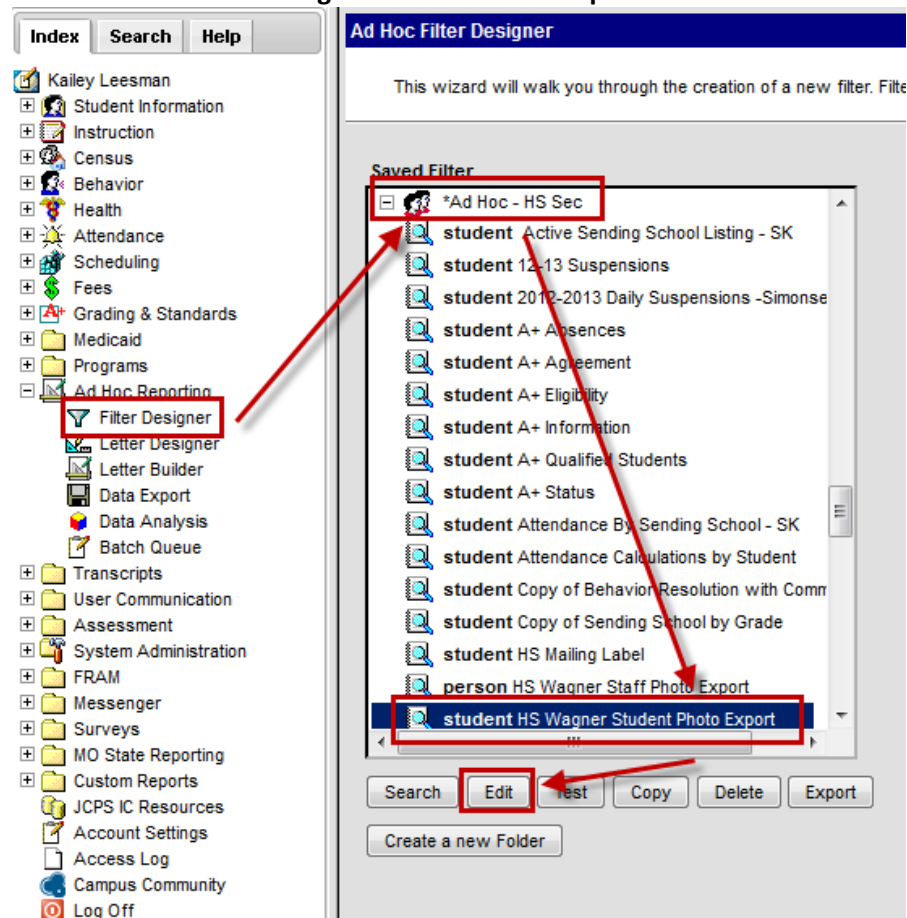 Index Search Help
Kailey Leesman
Student Information
Instruction
Census
Behavior
Health
Attendance
Scheduling
Fees
Grading & Standards
Medicaid
Programs
Ad Hoc Reporting
Filter Designer
Letter Designer
Letter Builder
Data Export
Data Analysis
Batch Queue
Transcripts
User Communication
Assessment
System Administration
FRAM
Messenger
Surveys
MO State Reporting
Custom Reports
JCPS IC Resources
Account Settings
Access Log
Campus Community
Log Off
Ad Hoc Filter Designer
This wizard will walk you through the creation of a new filter. Filte
Saved Filter
*Ad Hoc - HS Sec
student Active Sending School Listing - SK
student 12-13 Suspensions
student 2012-2013 Daily Suspensions -Simonse
student A+ Absences
student A+ Agreement
student A+ Eligibility
student A+ Information
student A+ Qualified Students
student A+ Status
student Attendance By Sending School - SK
student Attendance Calculations by Student
student Copy of Behavior Resolution with Comm
student Copy of Sending School by Grade
student HS Mailing Label
person HS Wagner Staff Photo Export
student HS Wagner Student Photo Export
Search Edit Test Copy Delete Export
Create a new Folder